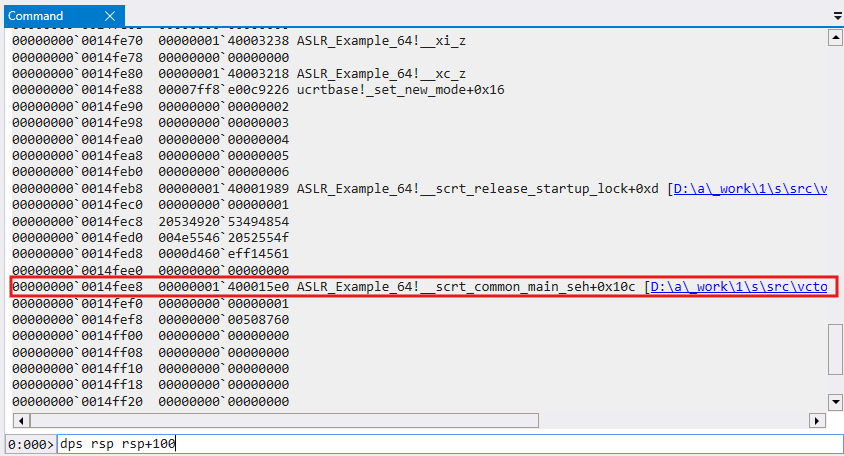 Command
00000000`0014fe70 00000001`40003238 ASLR_Example_64!__xi_z
00000000`0014fe78 00000000`00000000
00000000`0014fe80 00000001`40003218 ASLR_Example_64!__xc_z
00000000`0014fe88 00007ff8`e00c9226 ucrtbase!_set_new_mode+0x16
00000000`0014fe90 00000000`00000002
00000000`0014fe98 00000000`00000003
00000000`0014fea0 00000000`00000004
00000000`0014fea8 00000000`00000005
00000000`0014feb0 00000000`00000006
00000000`0014feb8 00000001`40001989 ASLR_Example_64!__scrt_release_startup_lock+0xd [D:\a\_work\1\s\src\v
00000000`0014fec0 00000000`00000001
00000000`0014fec8 20534920`53494854
00000000`0014fed0 004e5546`2052554f
00000000`0014fed8 0000d460`eff14561
00000000`0014fee0 00000000`00000000
00000000`0014fee8 00000001`400015e0 ASLR_Example_64!__scrt_common_main_seh+0x10c [D:\a\_work\1\s\src\vcto
00000000`0014fef0 00000000`00000001
00000000`0014fef8 00000000`00508760
00000000`0014ff00 00000000`00000000
00000000`0014ff08 00000000`00000000
00000000`0014ff10 00000000`00000000
00000000`0014ff18 00000000`00000000
00000000`0014ff20 00000000`00000000
0:000> dps rsp rsp+100